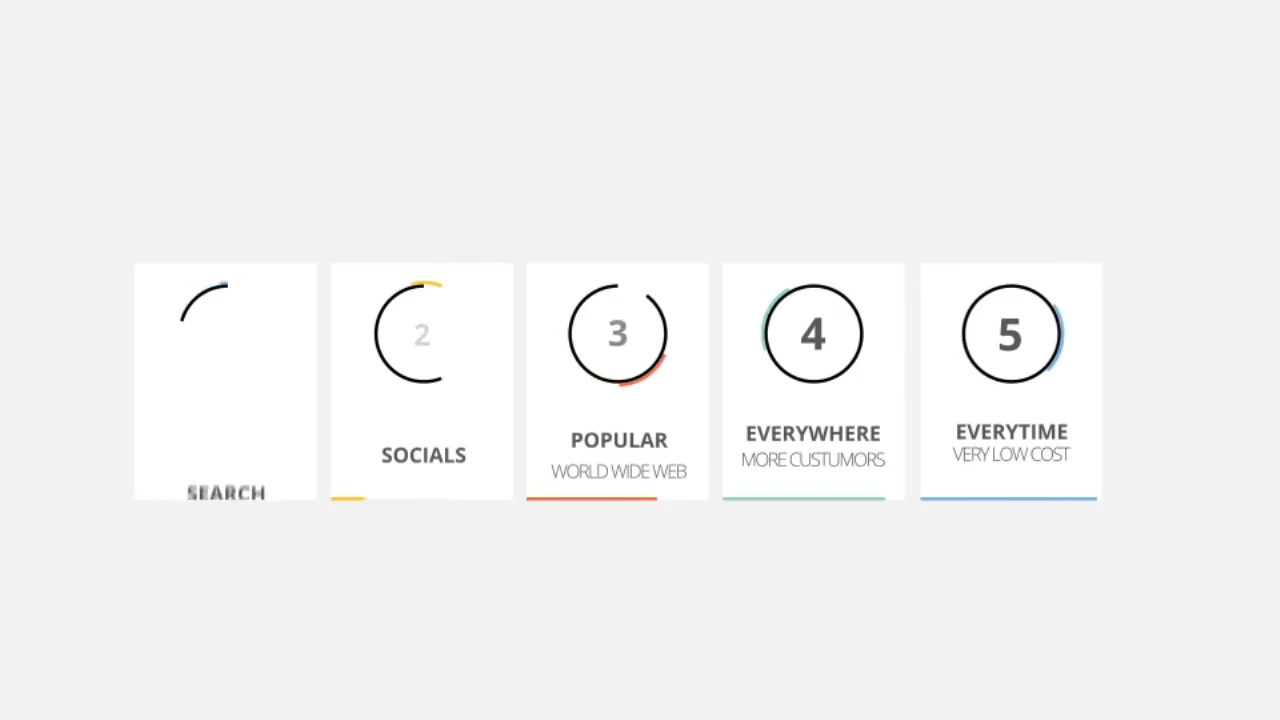 SEARCH
2
SOCIALS
3
POPULAR
WORLD WIDE WEB
4
EVERYWHERE
MORE CUSTUMORS
5
EVERYTIME
VERY LOW COST